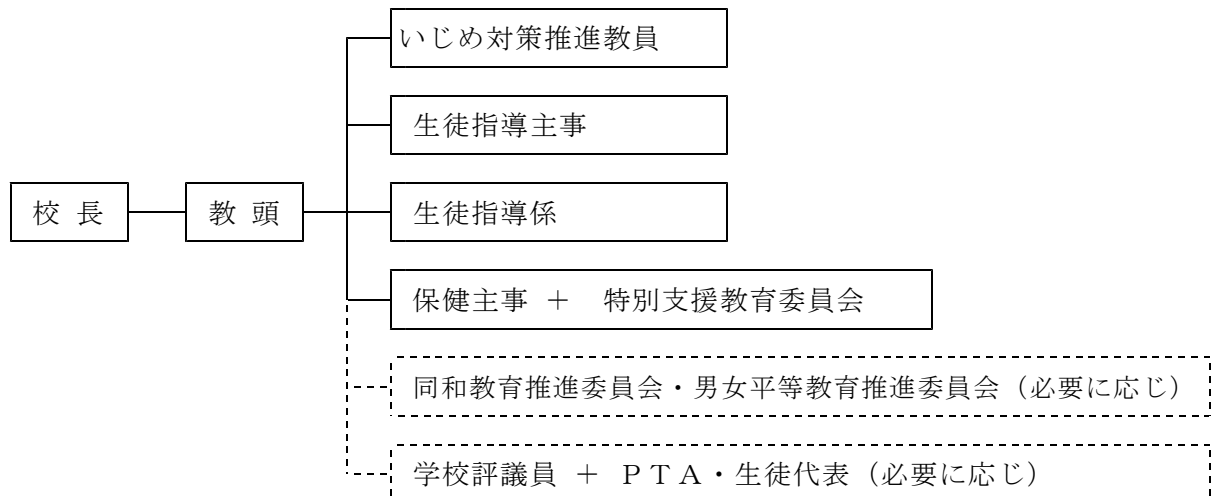 いじめ対策推進教員
生徒指導主事
校 長
教 頭
生徒指導係
保健主事 ＋ 特別支援教育委員会
同和教育推進委員会・男女平等教育推進委員会（必要に応じ）
学校評議員 ＋ ＰＴＡ・生徒代表（必要に応じ）